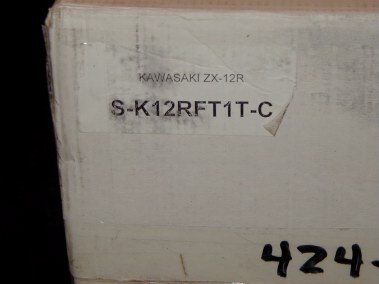 KAWASAKI ZX-12R
S-K12RFT1T-C
424-